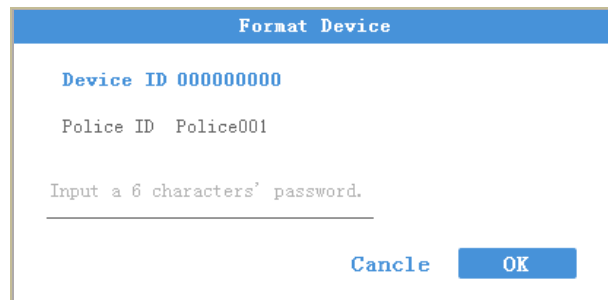 Format Device
Device ID 000000000
Police ID Police001
Input a 6 characters' password.
Cancle OK